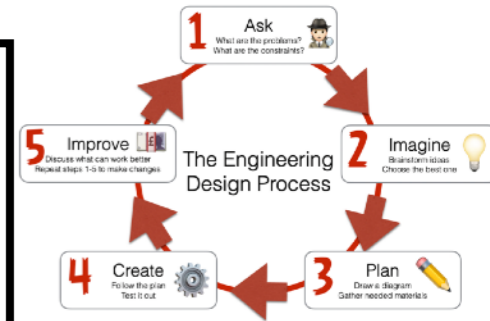 1 Ask
What are the problems?
What are the constraints?
2 Imagine
Brainstorm ideas
Choose the best one
3 Plan
Draw a diagram
Gather needed materials
4 Create
Follow the plan
Test it out
5 Improve
Discuss what can work better
Repeat steps 1-5 to make changes
The Engineering
Design Process